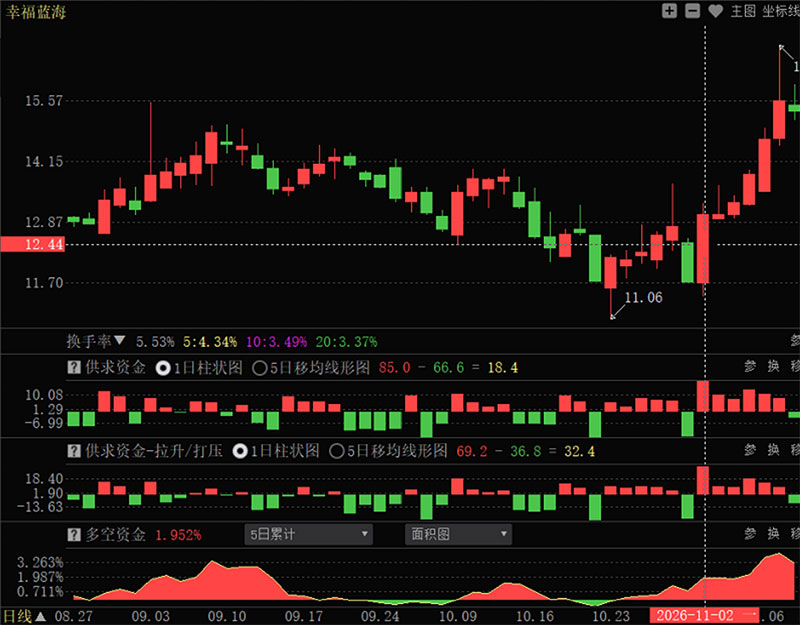 幸福蓝海 主图 坐标线
15.57
14.15
12.87
12.44
11.70
11.06
换手率▼ 5.53% 5:4.34% 10:3.49% 20:3.37%
? 供求资金 1日柱状图 5日移均线形图 85.0 - 66.6 = 18.4 参 换 移
10.08
1.29
-6.99
? 供求资金-拉升/打压 1日柱状图 5日移均线形图 69.2 - 36.8 = 32.4 参 换 移
18.40
1.90
-13.63
? 多空资金 1.952% 5日累计 面积图 参 换 移
3.263%
1.987%
0.711%
日线▲ 08.27 09.03 09.10 09.17 09.24 10.09 10.16 10.23 2026-11-02 一 .06